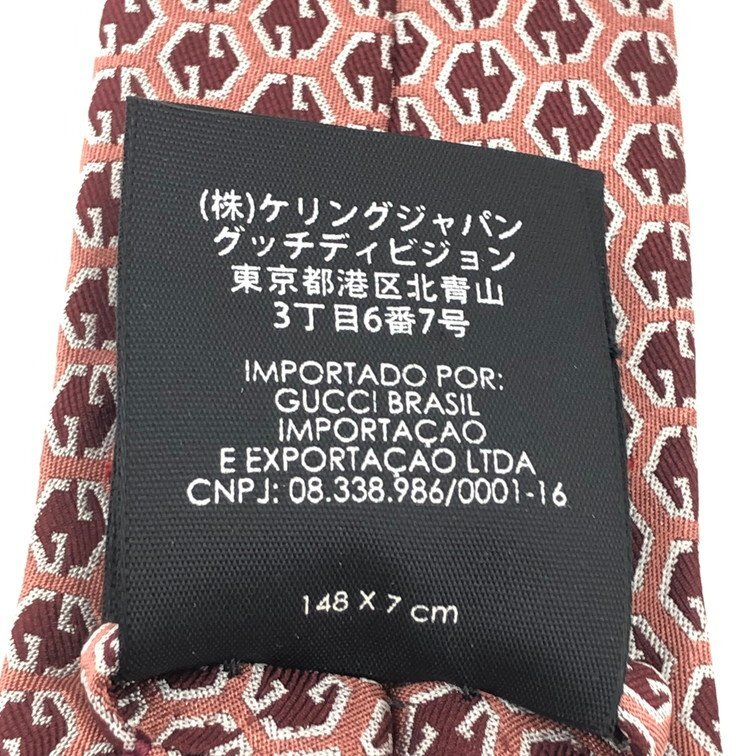 (株)ケリングジャパン
グッチディビジョン
東京都港区北青山
3丁目6番7号
IMPORTADO POR:
GUCCI BRASIL
IMPORTAÇAO
E EXPORTAÇAO LTDA
CNPJ: 08.338.986/0001-16
148 X 7 cm